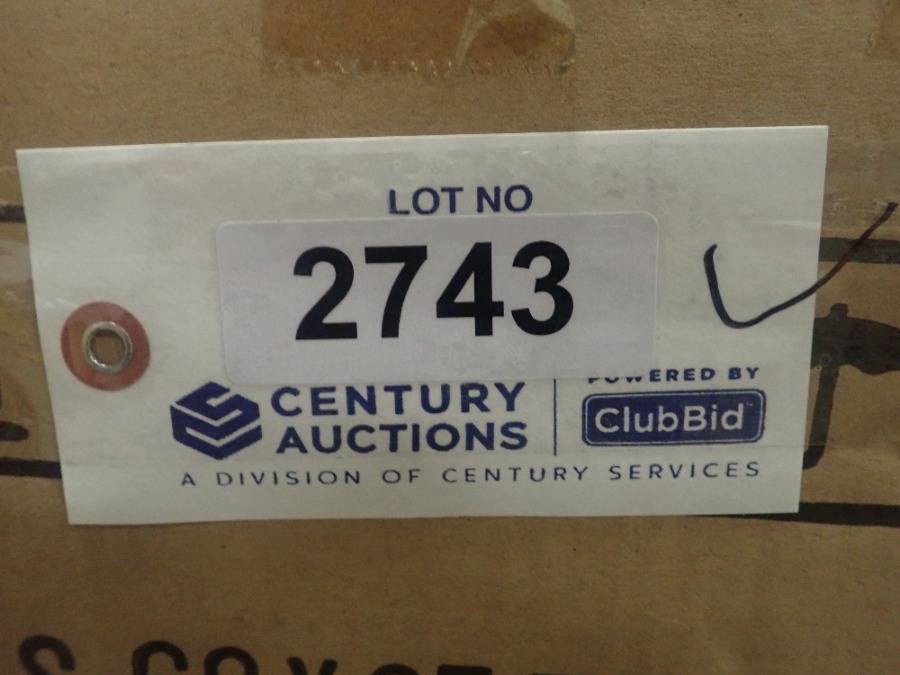 LOT NO
2743
CENTURY
AUCTIONS
POWERED BY
ClubBid
A DIVISION OF CENTURY SERVICES